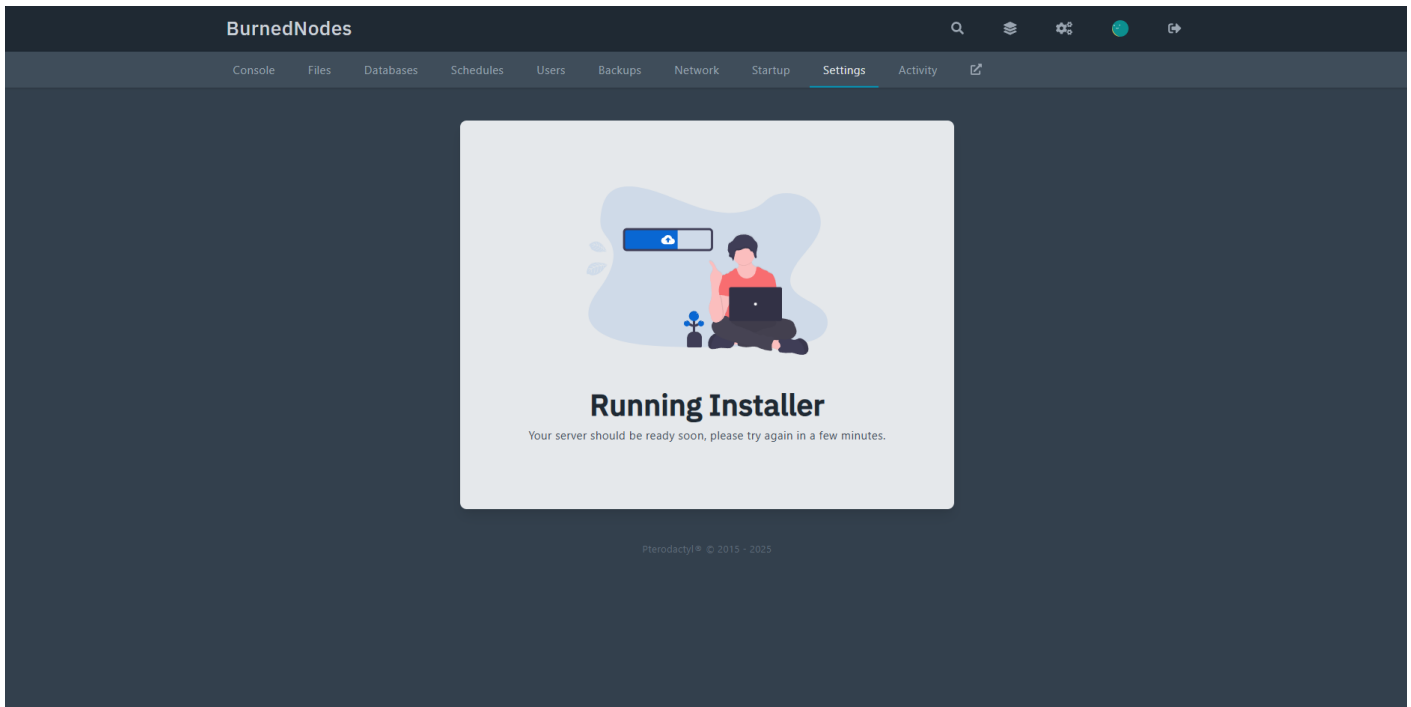 BurnedNodes
Console Files Databases Schedules Users Backups Network Startup Settings Activity
Running Installer
Your server should be ready soon, please try again in a few minutes.
Pterodactyl® © 2015 - 2025